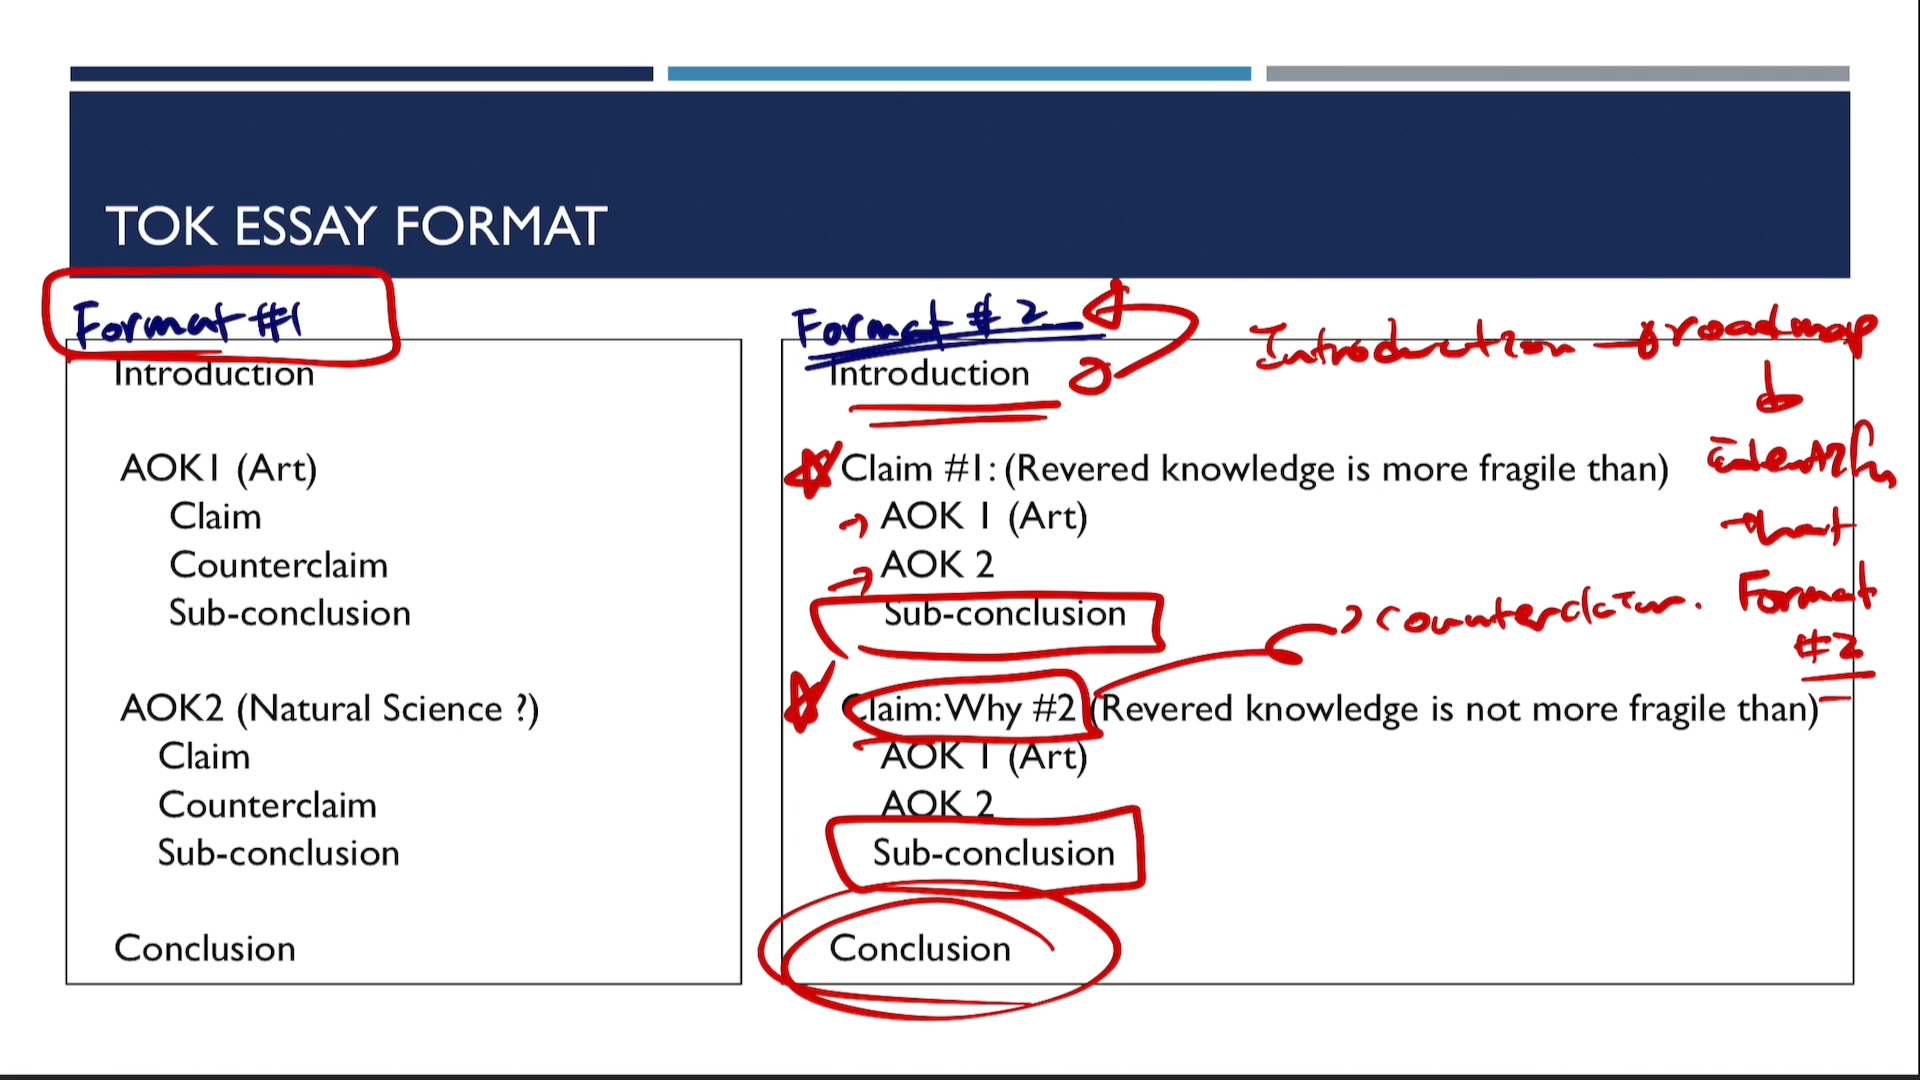 TOK ESSAY FORMAT
Format #1
Introduction
AOK1 (Art)
Claim
Counterclaim
Sub-conclusion
AOK2 (Natural Science ?)
Claim
Counterclaim
Sub-conclusion
Conclusion
Format #2
Introduction
Claim #1: (Revered knowledge is more fragile than)
AOK 1 (Art)
AOK 2
Sub-conclusion
Claim: Why #2 (Revered knowledge is not more fragile than)
AOK 1 (Art)
AOK 2
Sub-conclusion
Conclusion
Introduction → roadmap
↓
identify
that
Format
#2
→ counterclaim.